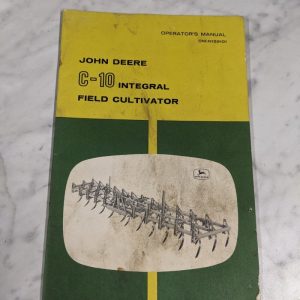 OPERATOR'S MANUAL
JOHN DEERE
C-10 INTEGRAL
FIELD CULTIVATOR